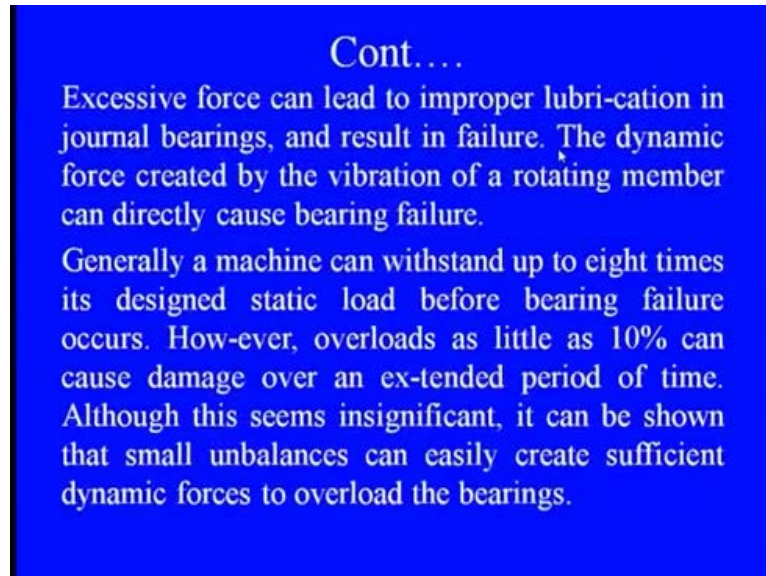 Cont....
Excessive force can lead to improper lubri-cation in
journal bearings, and result in failure. The dynamic
force created by the vibration of a rotating member
can directly cause bearing failure.
Generally a machine can withstand up to eight times
its designed static load before bearing failure
occurs. How-ever, overloads as little as 10% can
cause damage over an ex-tended period of time.
Although this seems insignificant, it can be shown
that small unbalances can easily create sufficient
dynamic forces to overload the bearings.